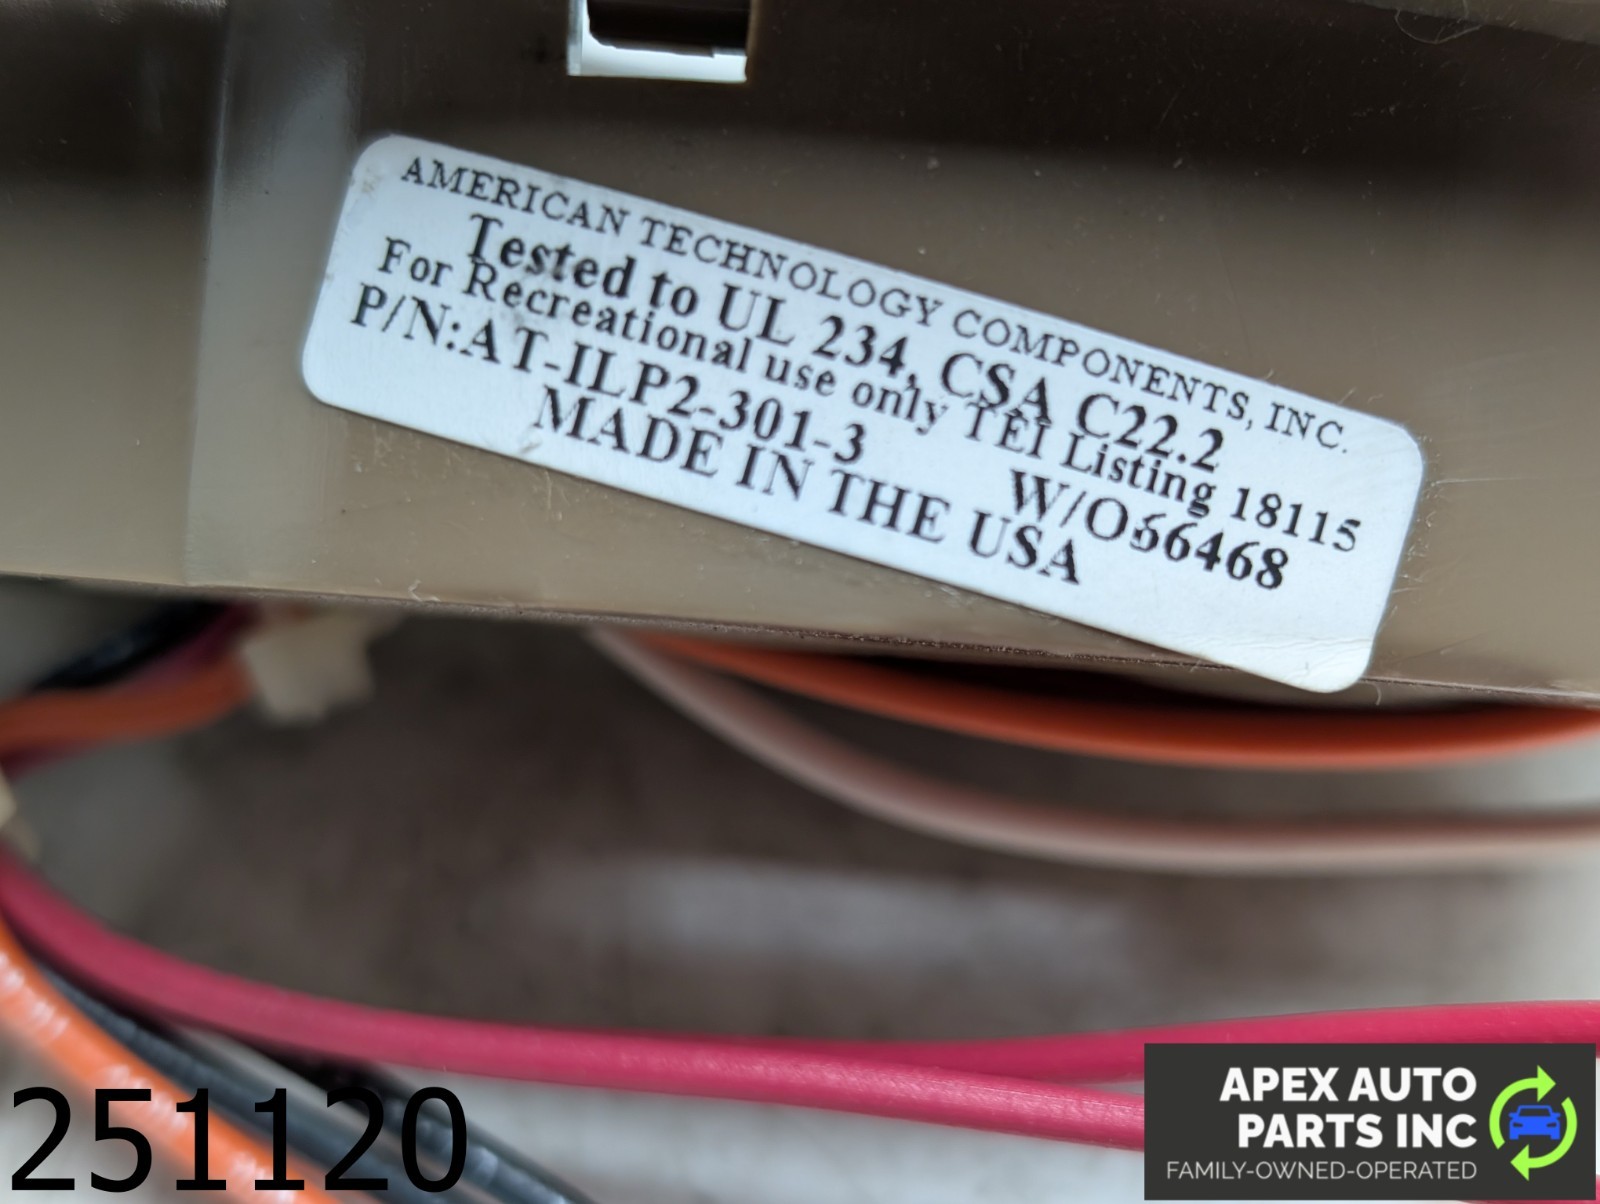 AMERICAN TECHNOLOGY COMPONENTS, INC.
Tested to UL 234, CSA C22.2
For Recreational use only TEI Listing 18115
P/N:AT-ILP2-301-3 W/O66468
MADE IN THE USA
251120
APEX AUTO
PARTS INC
FAMILY-OWNED-OPERATED